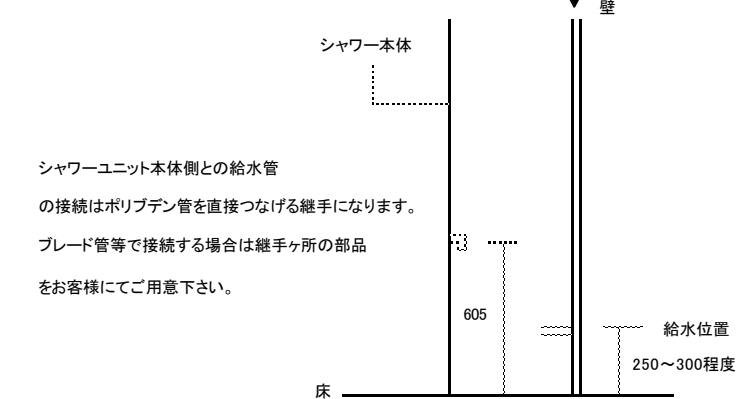 壁
シャワー本体
シャワーユニット本体側との給水管
の接続はポリブデン管を直接つなげる継手になります。
ブレード管等で接続する場合は継手ヶ所の部品
をお客様にてご用意下さい。
605
給水位置
250～300程度
床